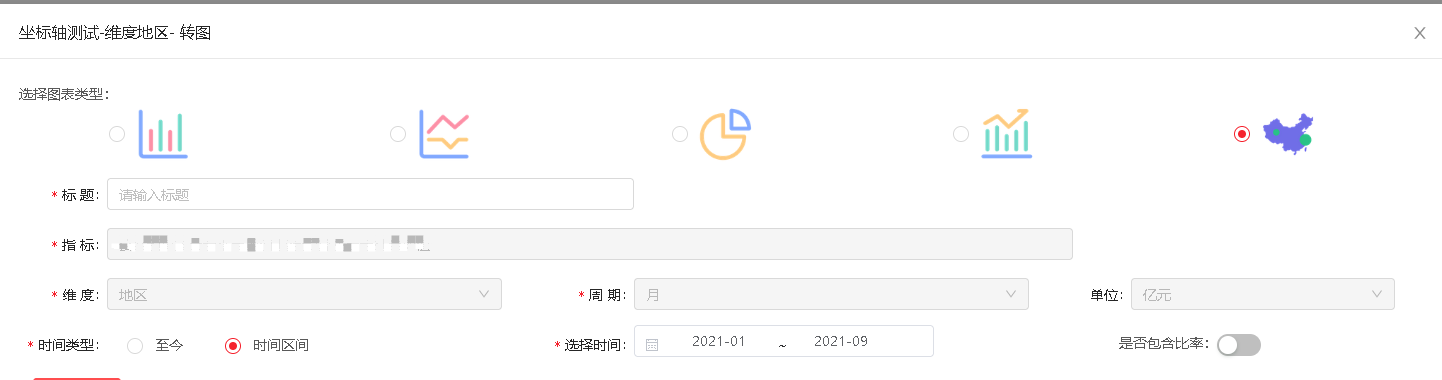 坐标轴测试-维度地区- 转图
选择图表类型：
* 标 题： 请输入标题
* 指 标：
* 维 度： 地区 * 周 期： 月 单位： 亿元
* 时间类型： 至今 时间区间 * 选择时间： 2021-01 ~ 2021-09 是否包含比率：